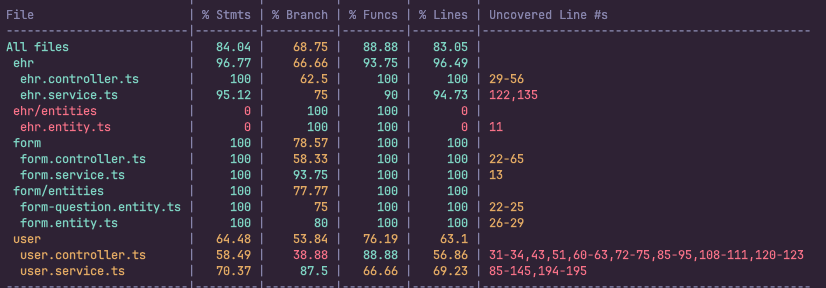 File | % Stmts | % Branch | % Funcs | % Lines | Uncovered Line #s
All files | 84.04 | 68.75 | 88.88 | 83.05 |
ehr | 96.77 | 66.66 | 93.75 | 96.49 |
ehr.controller.ts | 100 | 62.5 | 100 | 100 | 29-56
ehr.service.ts | 95.12 | 75 | 90 | 94.73 | 122,135
ehr/entities | 0 | 100 | 100 | 0 |
ehr.entity.ts | 0 | 100 | 100 | 0 | 11
form | 100 | 78.57 | 100 | 100 |
form.controller.ts | 100 | 58.33 | 100 | 100 | 22-65
form.service.ts | 100 | 93.75 | 100 | 100 | 13
form/entities | 100 | 77.77 | 100 | 100 |
form-question.entity.ts | 100 | 75 | 100 | 100 | 22-25
form.entity.ts | 100 | 80 | 100 | 100 | 26-29
user | 64.48 | 53.84 | 76.19 | 63.1 |
user.controller.ts | 58.49 | 38.88 | 88.88 | 56.86 | 31-34,43,51,60-63,72-75,85-95,108-111,120-123
user.service.ts | 70.37 | 87.5 | 66.66 | 69.23 | 85-145,194-195